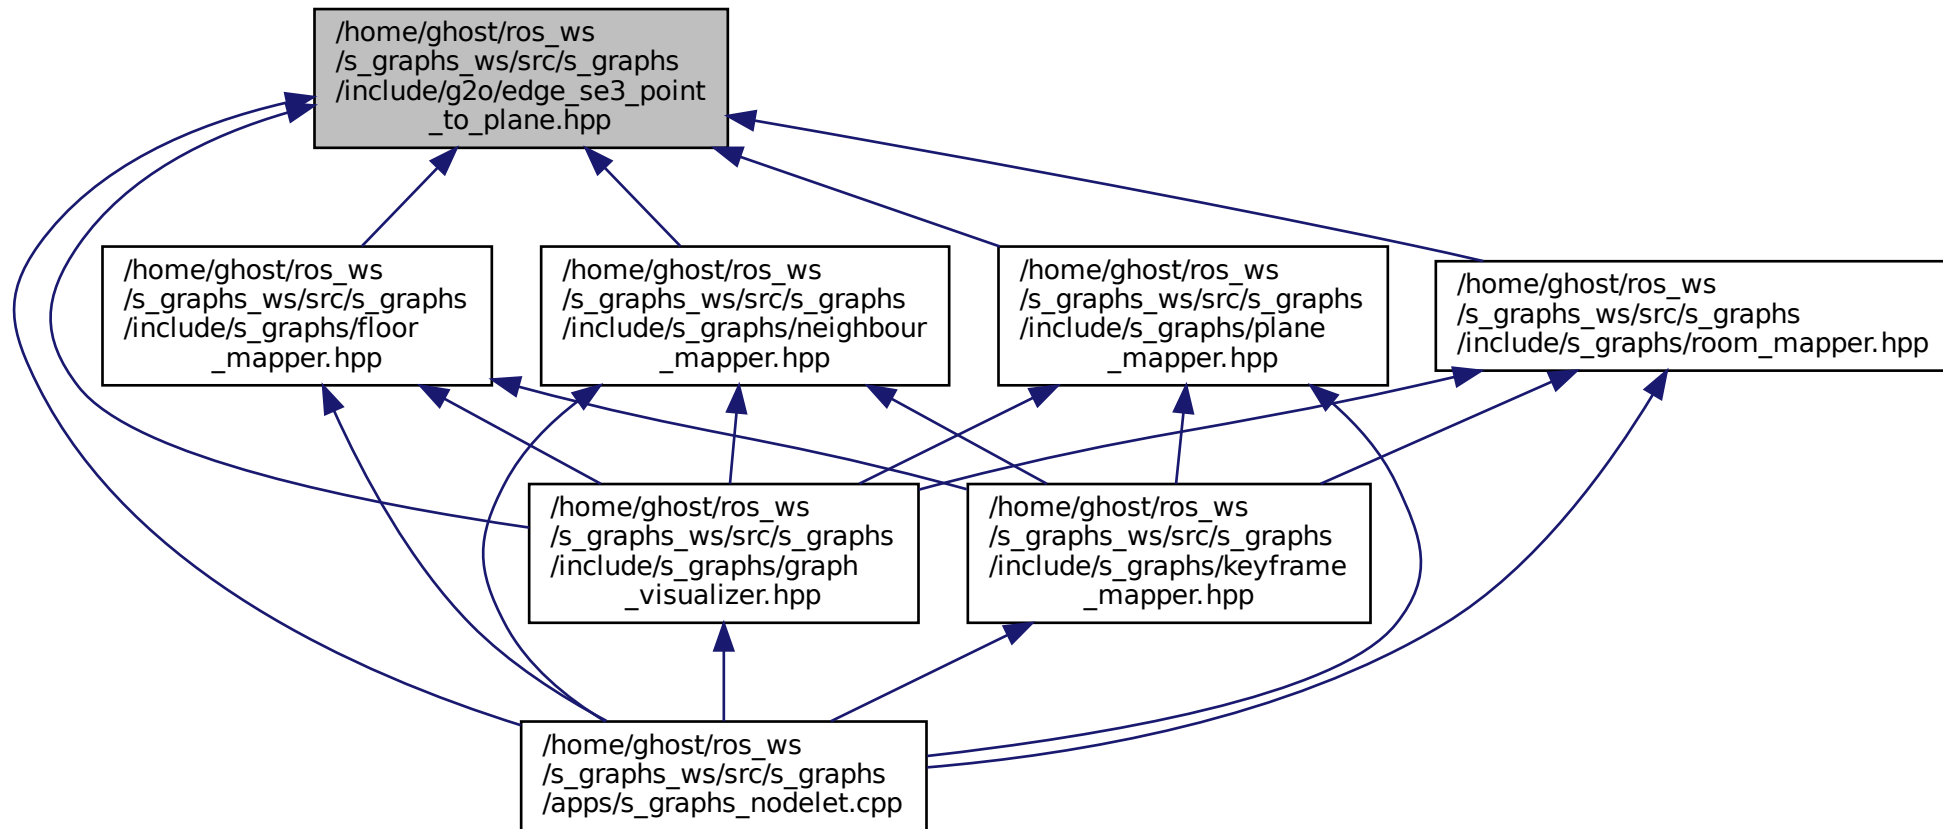 /home/ghost/ros_ws
/s_graphs_ws/src/s_graphs
/include/g2o/edge_se3_point
_to_plane.hpp
/home/ghost/ros_ws
/s_graphs_ws/src/s_graphs
/include/s_graphs/floor
_mapper.hpp
/home/ghost/ros_ws
/s_graphs_ws/src/s_graphs
/include/s_graphs/neighbour
_mapper.hpp
/home/ghost/ros_ws
/s_graphs_ws/src/s_graphs
/include/s_graphs/plane
_mapper.hpp
/home/ghost/ros_ws
/s_graphs_ws/src/s_graphs
/include/s_graphs/room_mapper.hpp
/home/ghost/ros_ws
/s_graphs_ws/src/s_graphs
/include/s_graphs/graph
_visualizer.hpp
/home/ghost/ros_ws
/s_graphs_ws/src/s_graphs
/include/s_graphs/keyframe
_mapper.hpp
/home/ghost/ros_ws
/s_graphs_ws/src/s_graphs
/apps/s_graphs_nodelet.cpp